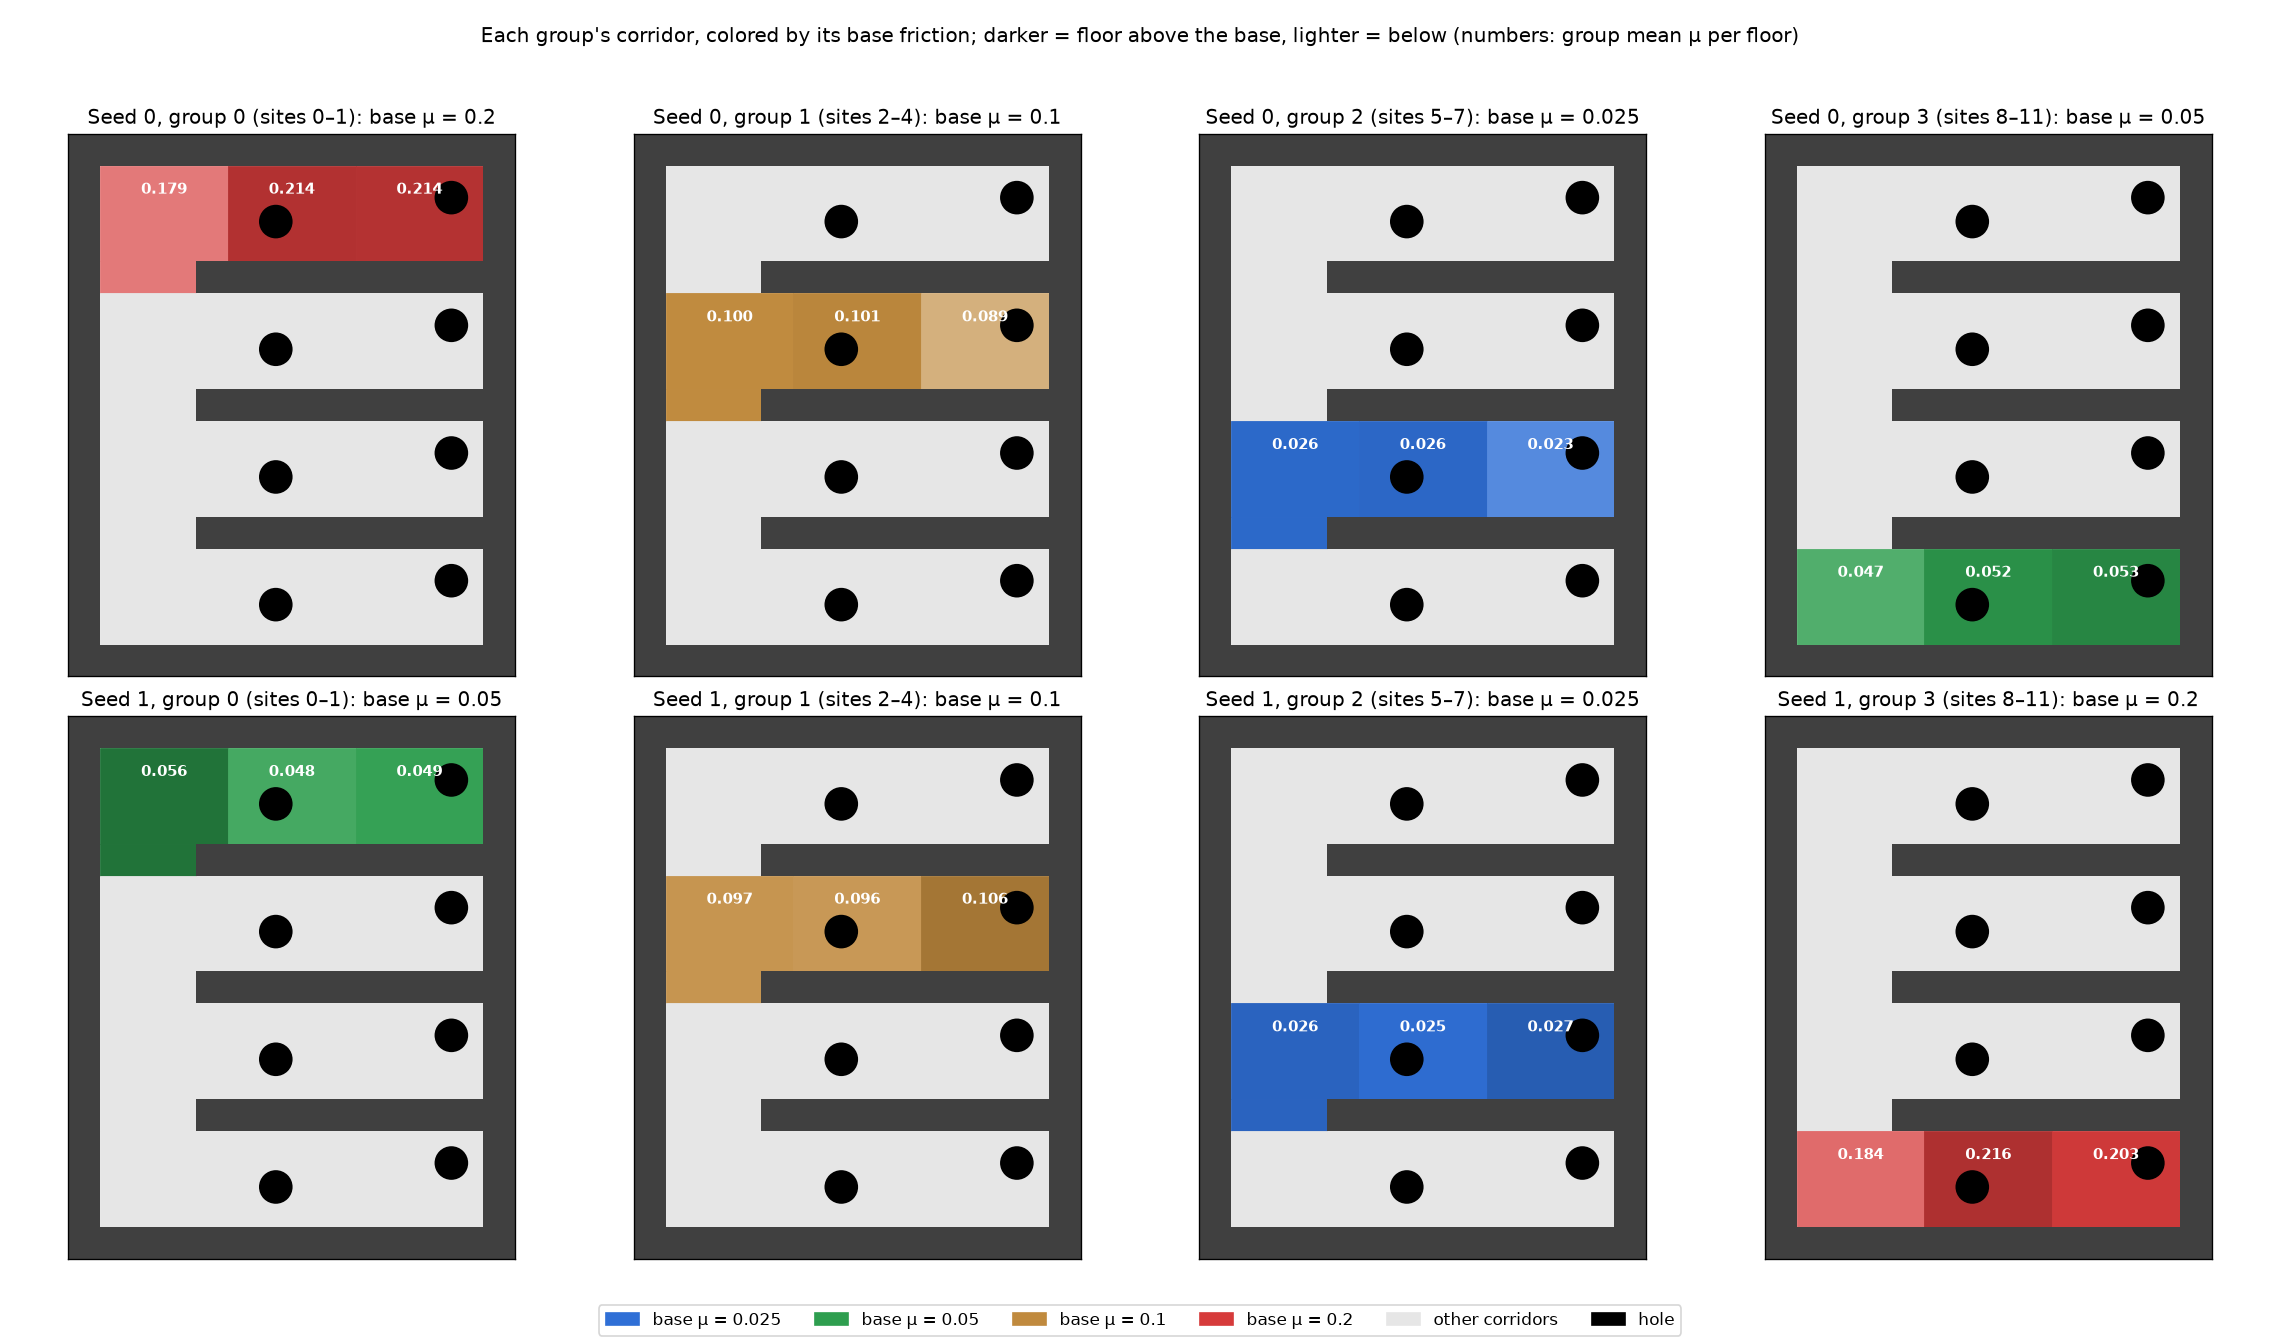 Each group's corridor, colored by its base friction; darker = floor above the base, lighter = below (numbers: group mean μ per floor)
Seed 0, group 0 (sites 0–1): base μ = 0.2
0.179 0.214 0.214
Seed 0, group 1 (sites 2–4): base μ = 0.1
0.100 0.101 0.089
Seed 0, group 2 (sites 5–7): base μ = 0.025
0.026 0.026 0.023
Seed 0, group 3 (sites 8–11): base μ = 0.05
0.047 0.052 0.053
Seed 1, group 0 (sites 0–1): base μ = 0.05
0.056 0.048 0.049
Seed 1, group 1 (sites 2–4): base μ = 0.1
0.097 0.096 0.106
Seed 1, group 2 (sites 5–7): base μ = 0.025
0.026 0.025 0.027
Seed 1, group 3 (sites 8–11): base μ = 0.2
0.184 0.216 0.203
base μ = 0.025 base μ = 0.05 base μ = 0.1 base μ = 0.2 other corridors hole